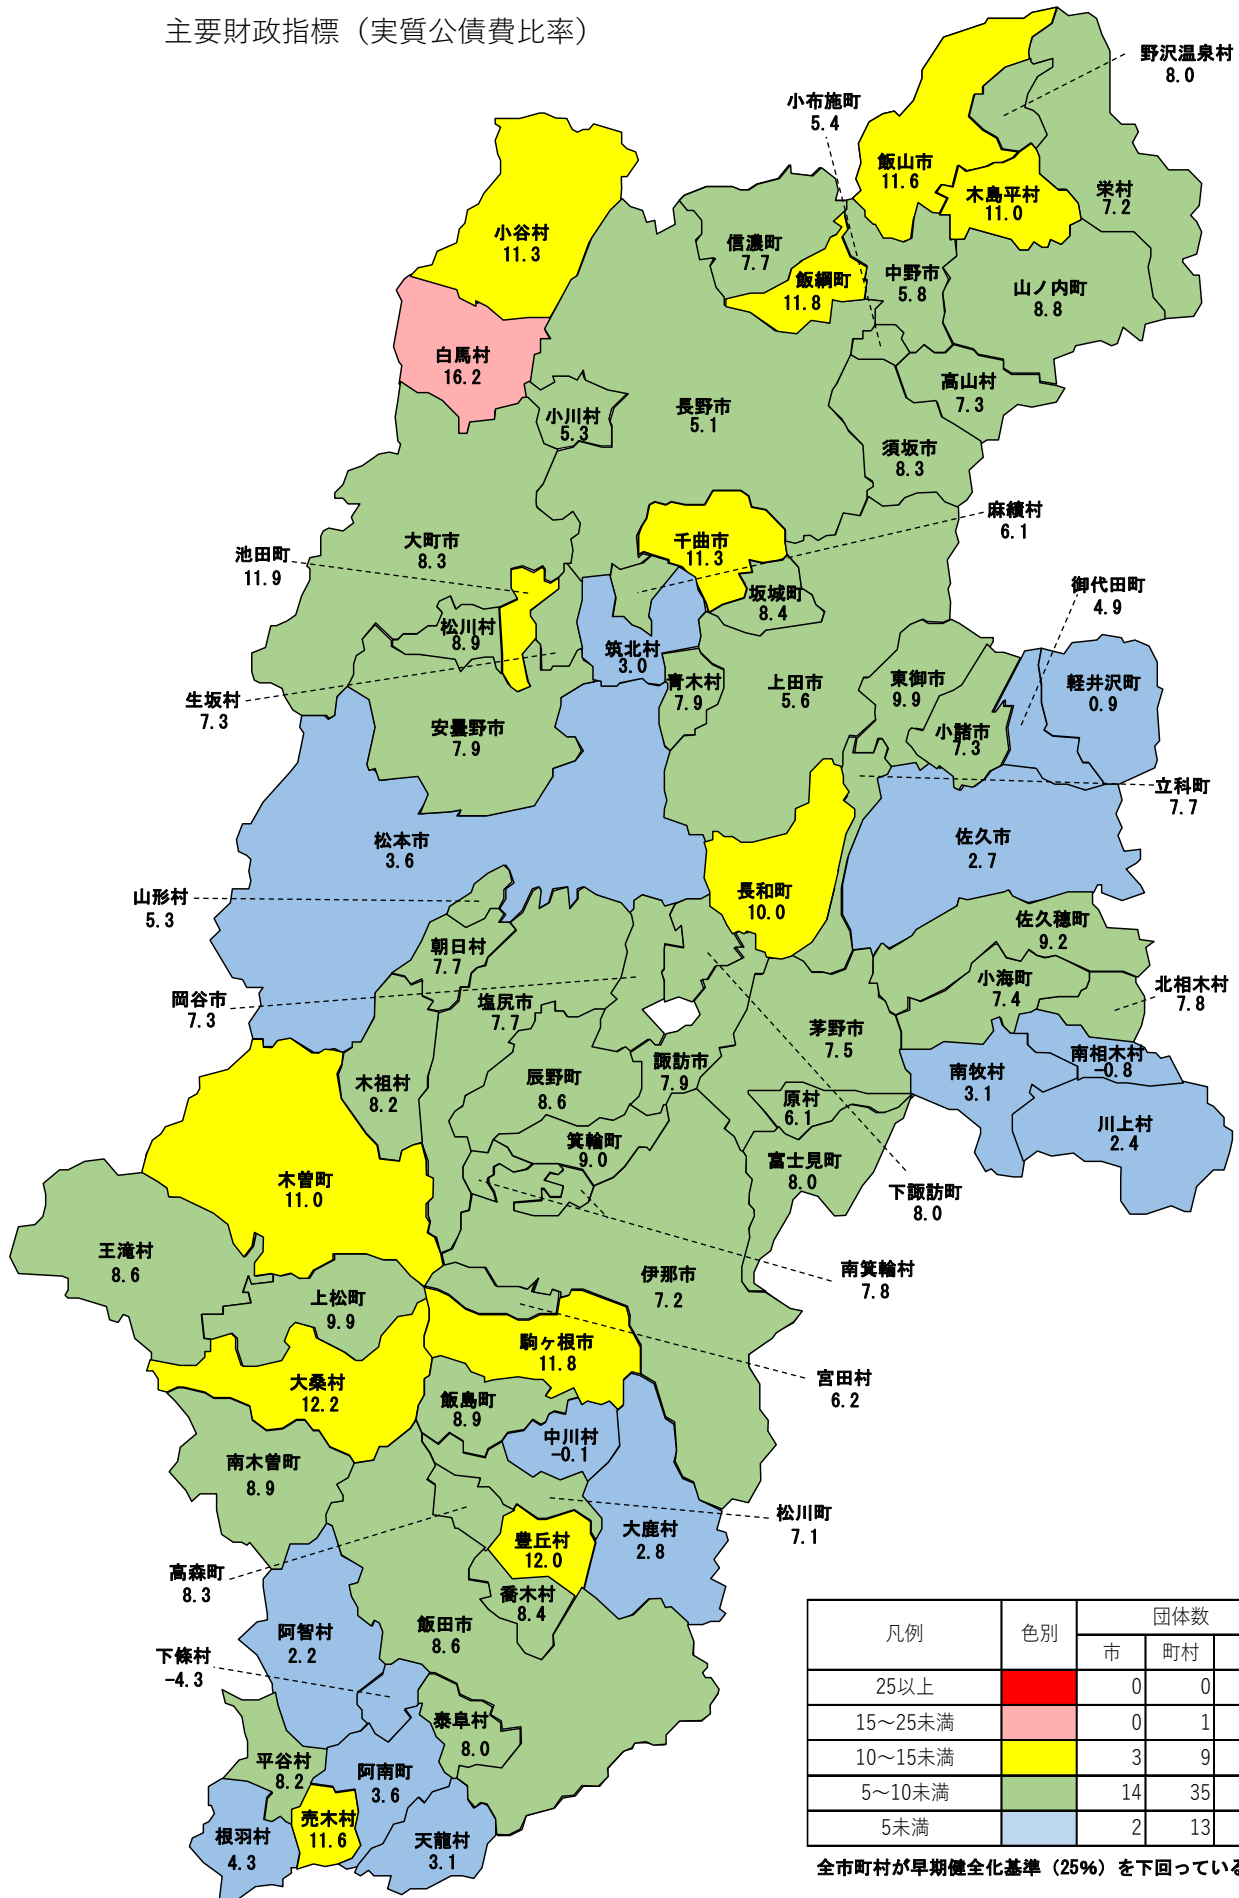 主要財政指標（実質公債費比率）
野沢温泉村
8.0
小布施町
5.4
飯山市
11.6
木島平村
11.0
栄村
7.2
小谷村
11.3
信濃町
7.7
飯綱町
11.8
中野市
5.8
山ノ内町
8.8
白馬村
16.2
高山村
7.3
小川村
5.3
長野市
5.1
須坂市
8.3
麻績村
6.1
大町市
8.3
千曲市
11.3
池田町
11.9
坂城町
8.4
御代田町
4.9
松川村
8.9
筑北村
3.0
青木村
7.9
上田市
5.6
東御市
9.9
軽井沢町
0.9
生坂村
7.3
安曇野市
7.9
小諸市
7.3
立科町
7.7
松本市
3.6
佐久市
2.7
山形村
5.3
長和町
10.0
佐久穂町
9.2
朝日村
7.7
小海町
7.4
北相木村
7.8
岡谷市
7.3
塩尻市
7.7
茅野市
7.5
諏訪市
7.9
南相木村
-0.8
木祖村
8.2
辰野町
8.6
南牧村
3.1
原村
6.1
川上村
2.4
箕輪町
9.0
富士見町
8.0
木曽町
11.0
下諏訪町
8.0
王滝村
8.6
南箕輪村
7.8
伊那市
7.2
上松町
9.9
駒ヶ根市
11.8
宮田村
6.2
大桑村
12.2
飯島町
8.9
中川村
-0.1
南木曽町
8.9
松川町
7.1
大鹿村
2.8
豊丘村
12.0
高森町
8.3
喬木村
8.4
飯田市
8.6
阿智村
2.2
下條村
-4.3
泰阜村
8.0
平谷村
8.2
阿南町
3.6
売木村
11.6
根羽村
4.3
天龍村
3.1
凡例 色別 団体数
市 町村
25以上 0 0
15～25未満 0 1
10～15未満 3 9
5～10未満 14 35
5未満 2 13
全市町村が早期健全化基準（25%）を下回っている